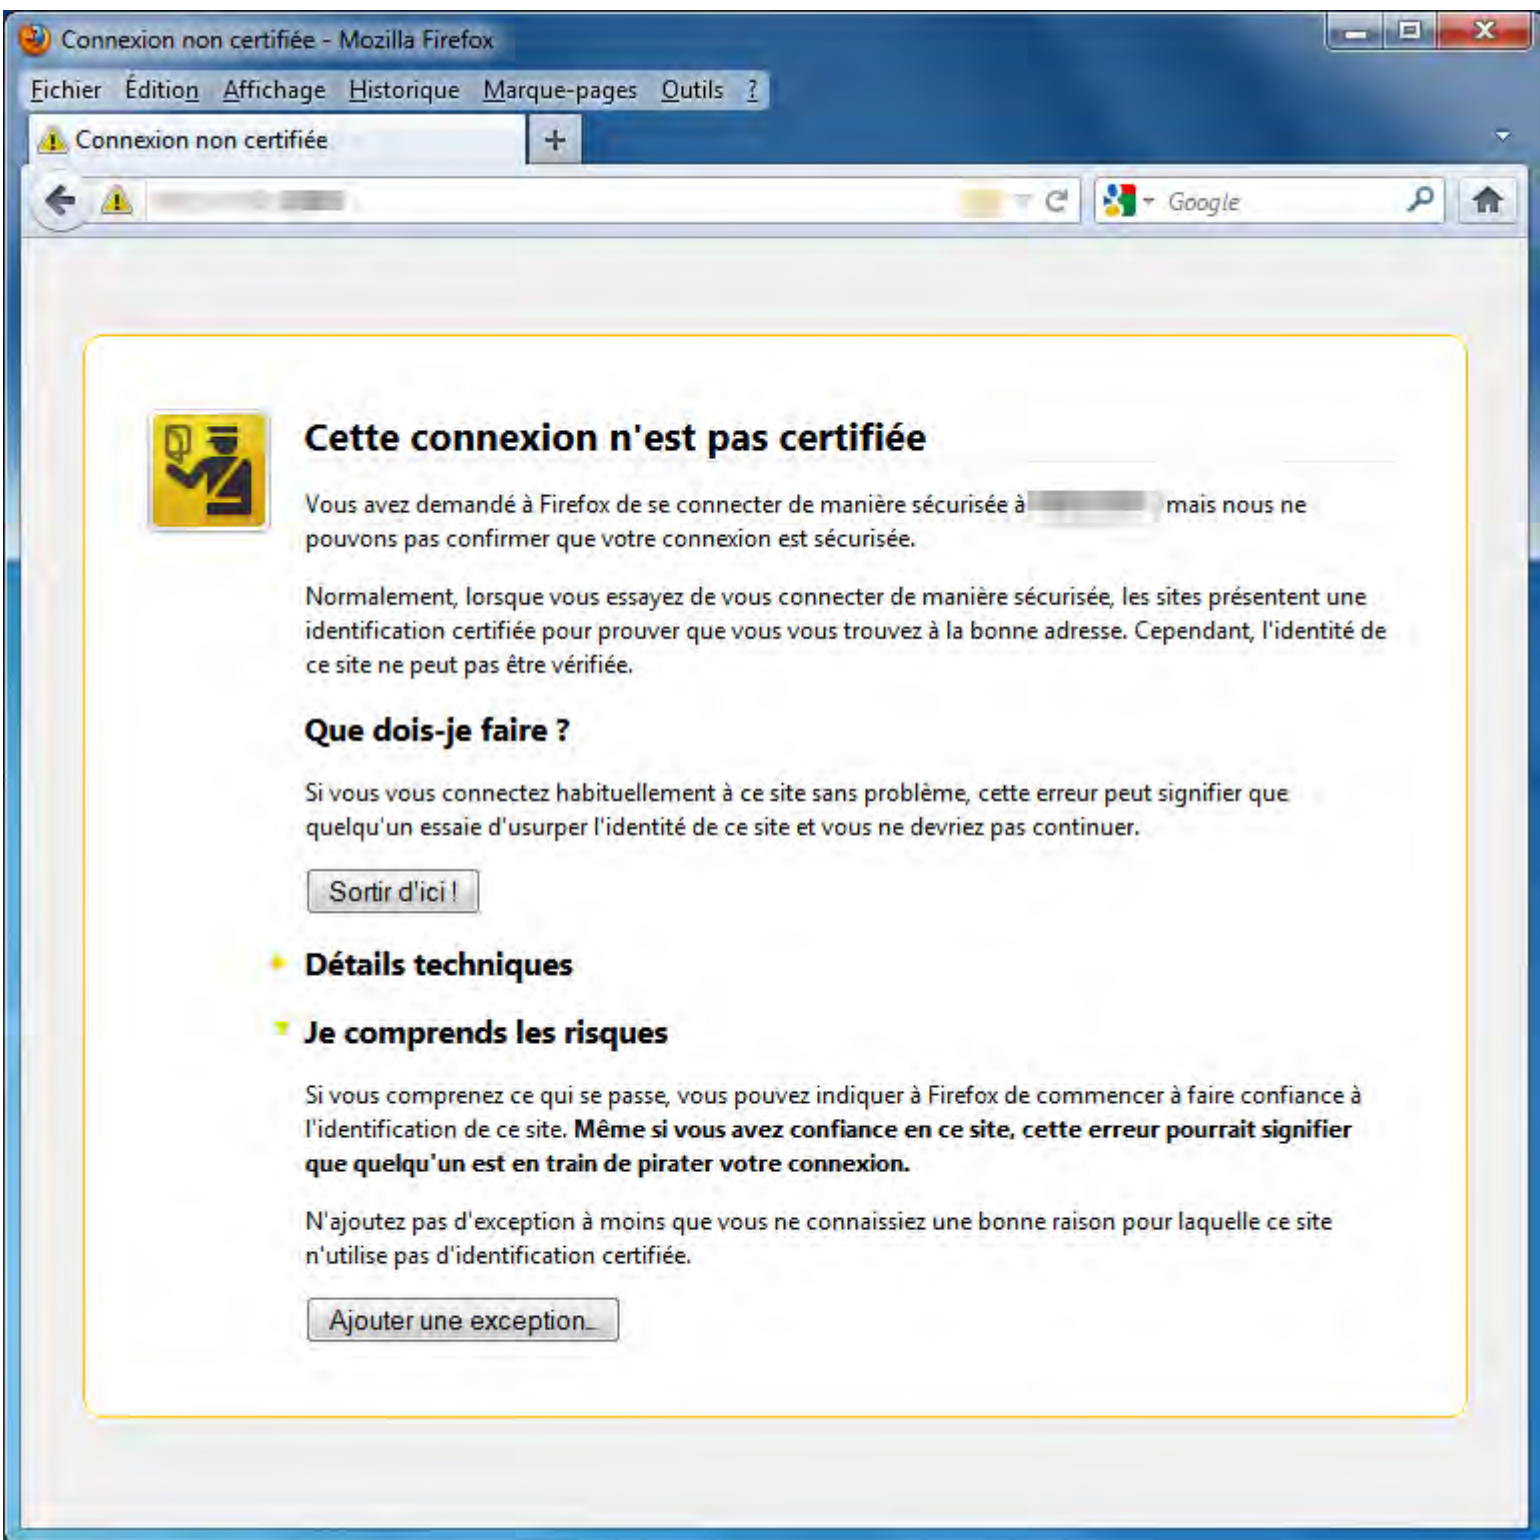 Connexion non certifiée - Mozilla Firefox
Fichier Édition Affichage Historique Marque-pages Outils ?
Connexion non certifiée
Google
Cette connexion n'est pas certifiée
Vous avez demandé à Firefox de se connecter de manière sécurisée à mais nous ne
pouvons pas confirmer que votre connexion est sécurisée.
Normalement, lorsque vous essayez de vous connecter de manière sécurisée, les sites présentent une
identification certifiée pour prouver que vous vous trouvez à la bonne adresse. Cependant, l'identité de
ce site ne peut pas être vérifiée.
Que dois-je faire ?
Si vous vous connectez habituellement à ce site sans problème, cette erreur peut signifier que
quelqu'un essaie d'usurper l'identité de ce site et vous ne devriez pas continuer.
Sortir d'ici !
Détails techniques
Je comprends les risques
Si vous comprenez ce qui se passe, vous pouvez indiquer à Firefox de commencer à faire confiance à
l'identification de ce site. Même si vous avez confiance en ce site, cette erreur pourrait signifier
que quelqu'un est en train de pirater votre connexion.
N'ajoutez pas d'exception à moins que vous ne connaissiez une bonne raison pour laquelle ce site
n'utilise pas d'identification certifiée.
Ajouter une exception...